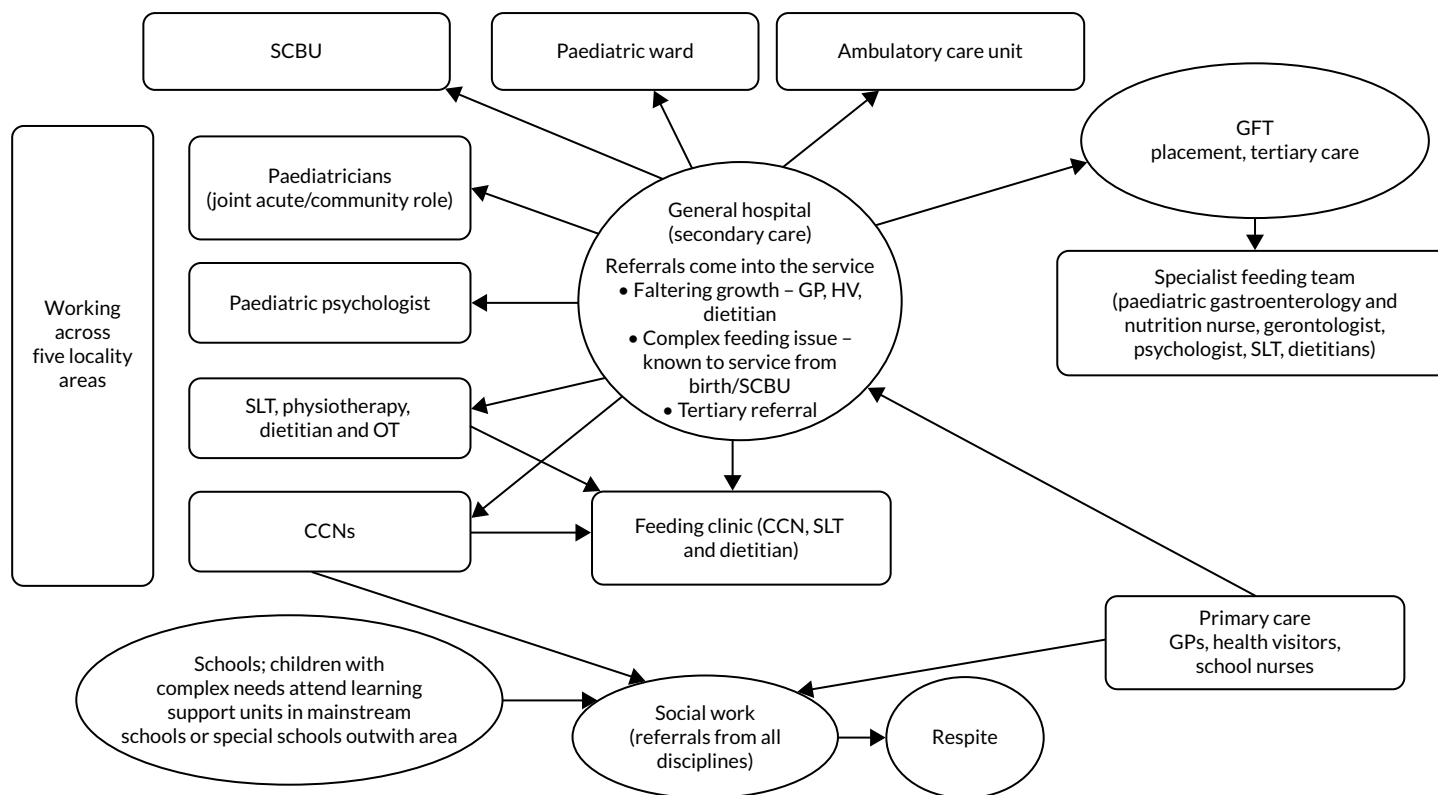 SCBU
Paediatric ward
Ambulatory care unit
GFT
placement, tertiary care
Working
across
five locality
areas
Paediatricians
(joint acute/community role)
Paediatric psychologist
SLT, physiotherapy,
dietitian and OT
CCNs
General hospital
(secondary care)
Referrals come into the service
• Faltering growth – GP, HV,
dietitian
• Complex feeding issue –
known to service from
birth/SCBU
• Tertiary referral
Specialist feeding team
(paediatric gastroenterology and
nutrition nurse, gerontologist,
psychologist, SLT, dietitians)
Feeding clinic (CCN, SLT
and dietitian)
Primary care
GPs, health visitors,
school nurses
Schools; children with
complex needs attend learning
support units in mainstream
schools or special schools outwith area
Social work
(referrals from all
disciplines)
Respite